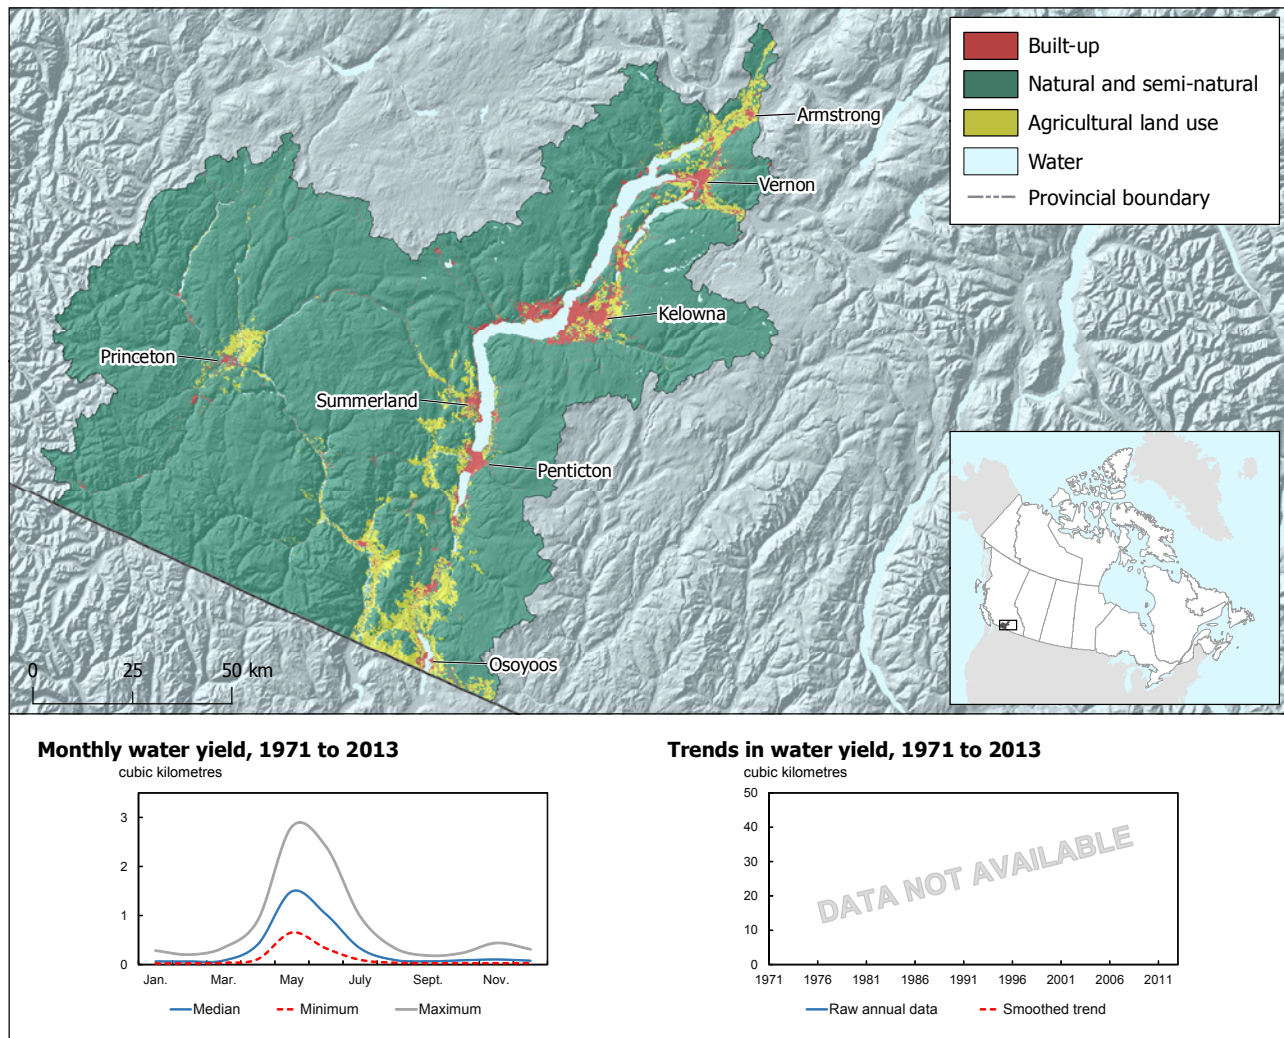 Built-up
Natural and semi-natural
Agricultural land use
Water
Provincial boundary
Armstrong
Vernon
Kelowna
Princeton
Summerland
Penticton
Osoyoos
0 25 50 km
Monthly water yield, 1971 to 2013
cubic kilometres
3
2
1
0
Jan. Mar. May July Sept. Nov.
Median Minimum Maximum
Trends in water yield, 1971 to 2013
cubic kilometres
50
40
30
20
10
0
DATA NOT AVAILABLE
1971 1976 1981 1986 1991 1996 2001 2006 2011
Raw annual data Smoothed trend